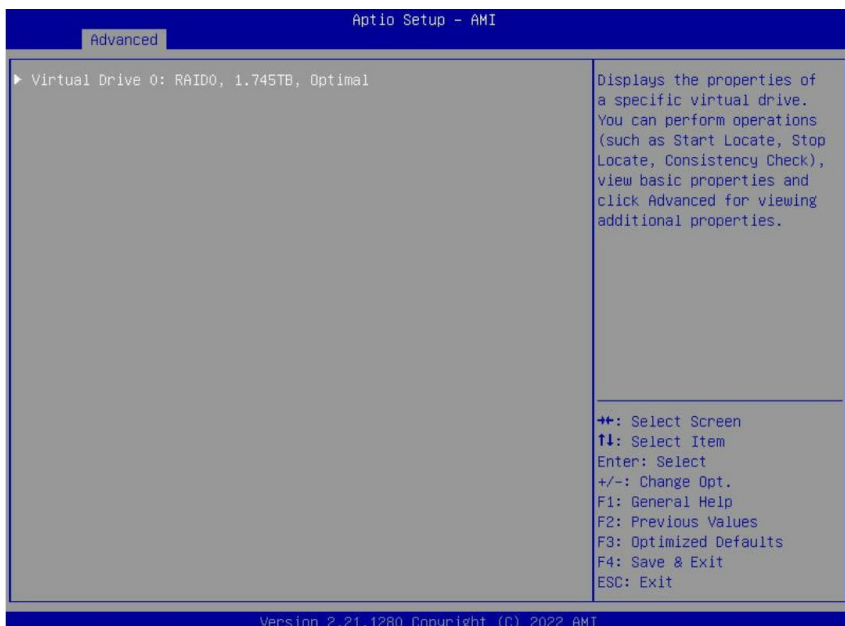 Aptio Setup – AMI
Advanced
▶ Virtual Drive 0: RAID0, 1.745TB, Optimal
Displays the properties of
a specific virtual drive.
You can perform operations
(such as Start Locate, Stop
Locate, Consistency Check),
view basic properties and
click Advanced for viewing
additional properties.
→←: Select Screen
↑↓: Select Item
Enter: Select
+/-: Change Opt.
F1: General Help
F2: Previous Values
F3: Optimized Defaults
F4: Save & Exit
ESC: Exit
Version 2.21.1280 Copyright (C) 2022 AMI